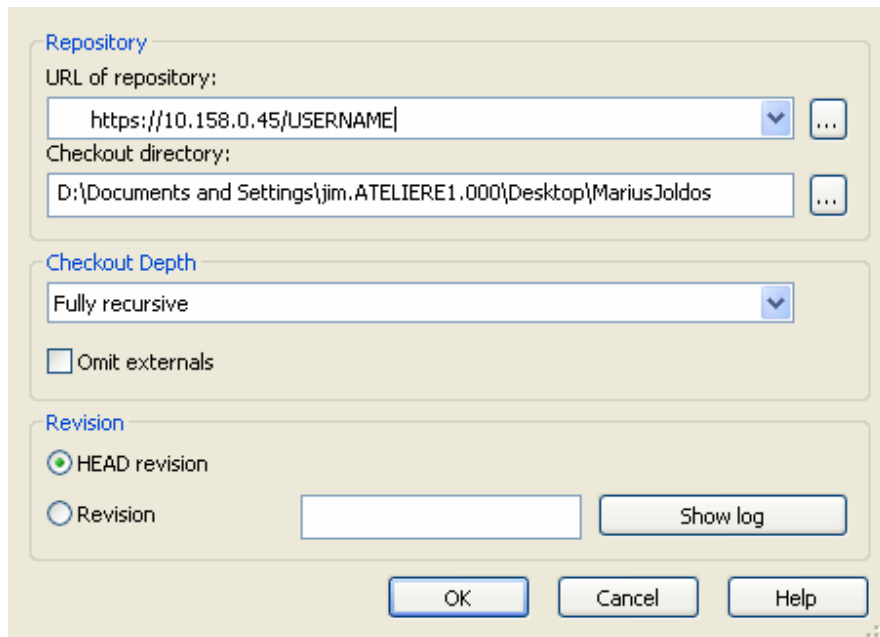 Repository
URL of repository:
https://10.158.0.45/USERNAME
...
Checkout directory:
D:\Documents and Settings\jim.ATELIERE1.000\Desktop\MariusJoldos
...
Checkout Depth
Fully recursive
Omit externals
Revision
HEAD revision
Revision
Show log
OK Cancel Help